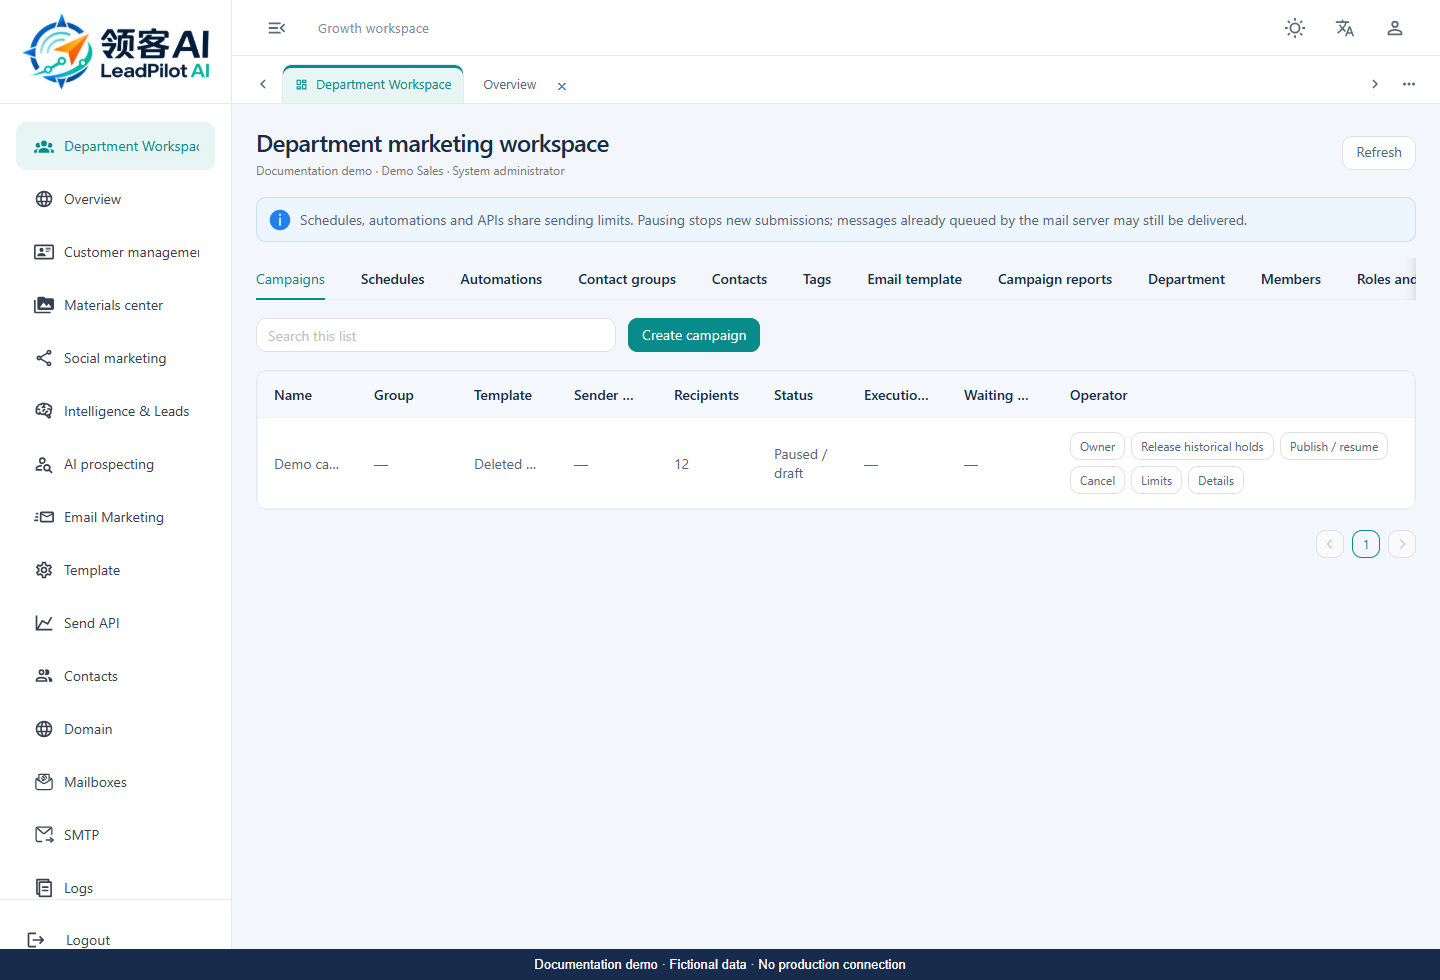 领客AI
LeadPilot AI
Growth workspace
Department Workspace
Overview
Department Workspac
Overview
Customer managemer
Materials center
Social marketing
Intelligence & Leads
AI prospecting
Email Marketing
Template
Send API
Contacts
Domain
Mailboxes
SMTP
Logs
Logout
Department marketing workspace
Documentation demo · Demo Sales · System administrator
Refresh
Schedules, automations and APIs share sending limits. Pausing stops new submissions; messages already queued by the mail server may still be delivered.
Campaigns Schedules Automations Contact groups Contacts Tags Email template Campaign reports Department Members Roles and
Search this list
Create campaign
Name Group Template Sender ... Recipients Status Executio... Waiting ... Operator
Demo ca... — Deleted ... — 12 Paused / draft — —
Owner Release historical holds Publish / resume
Cancel Limits Details
1
Documentation demo · Fictional data · No production connection